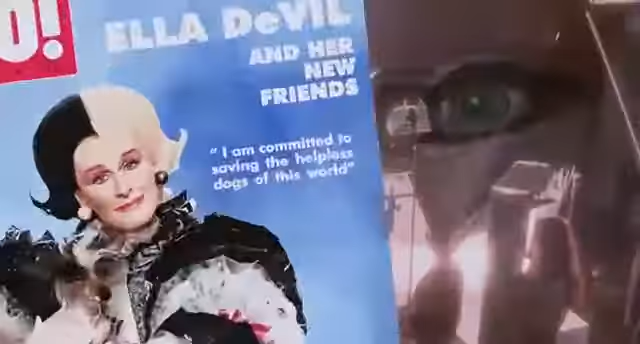 O!
ELLA DeVIL
AND HER
NEW
FRIENDS
" I am committed to
saving the helpless
dogs of this world"